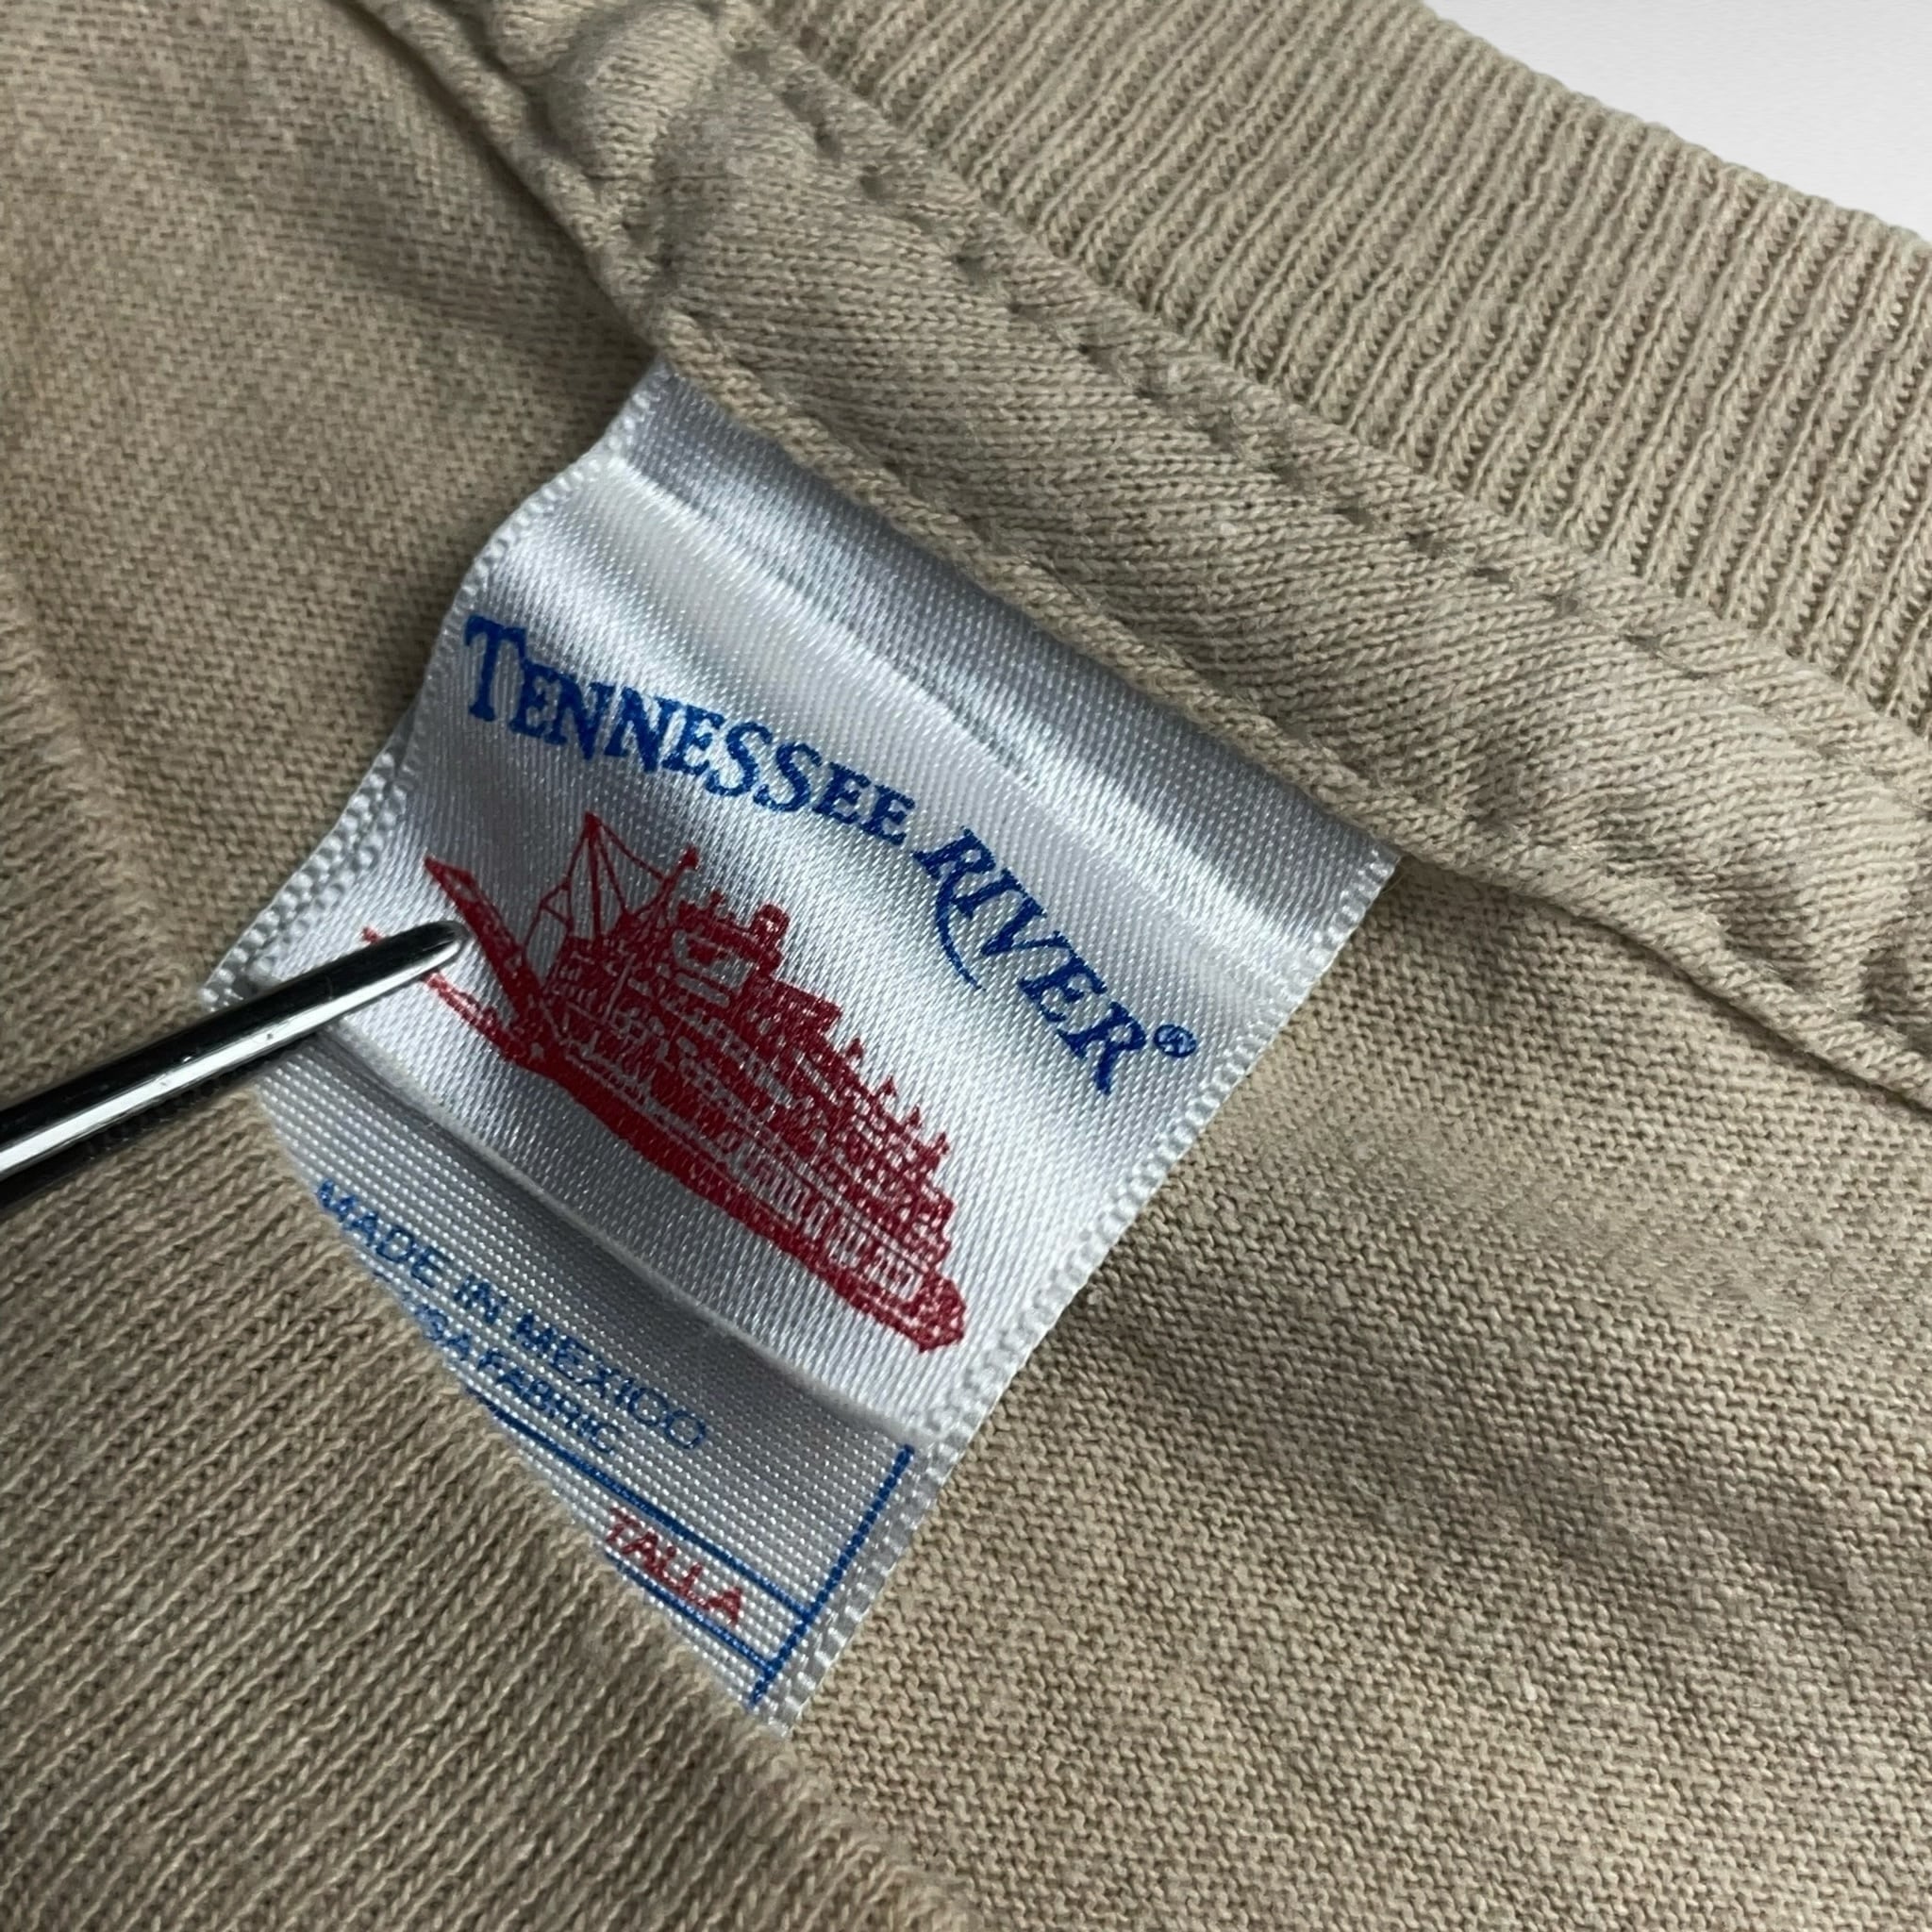 TENNESSEE RIVER®
MADE IN MEXICO
USA FABRIC
TALLA